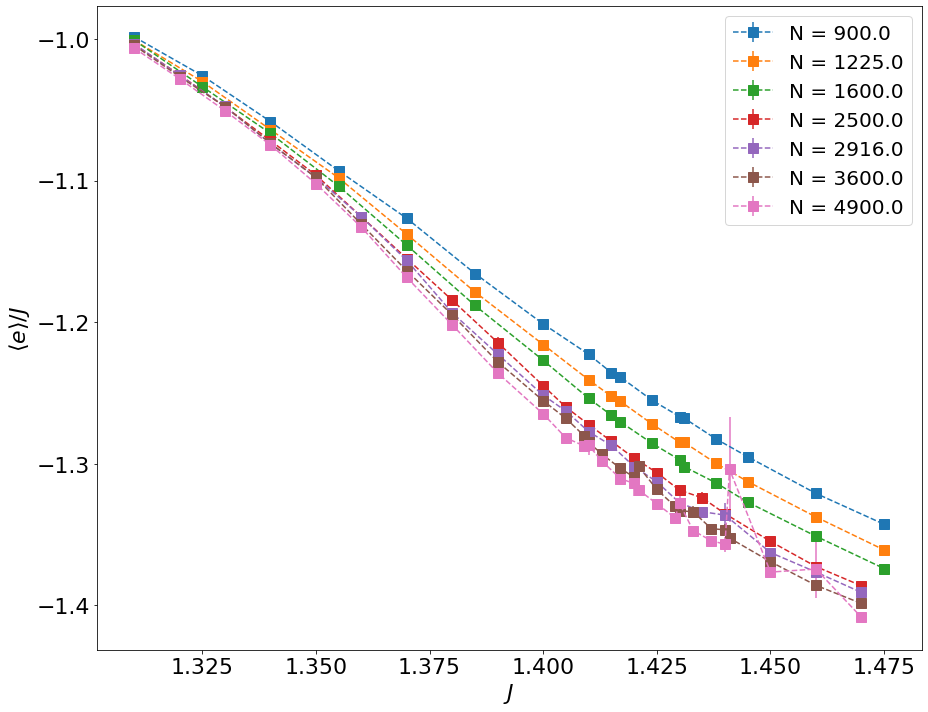 −1.0
−1.1
−1.2
−1.3
−1.4
⟨e⟩/J
1.325 1.350 1.375 1.400 1.425 1.450 1.475
J
N = 900.0
N = 1225.0
N = 1600.0
N = 2500.0
N = 2916.0
N = 3600.0
N = 4900.0